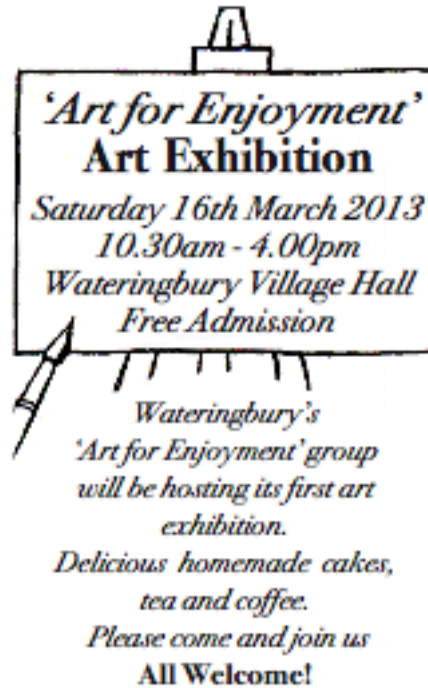 ‘Art for Enjoyment’
Art Exhibition
Saturday 16th March 2013
10.30am - 4.00pm
Wateringbury Village Hall
Free Admission
Wateringbury’s
‘Art for Enjoyment’ group
will be hosting its first art
exhibition.
Delicious homemade cakes,
tea and coffee.
Please come and join us
All Welcome!